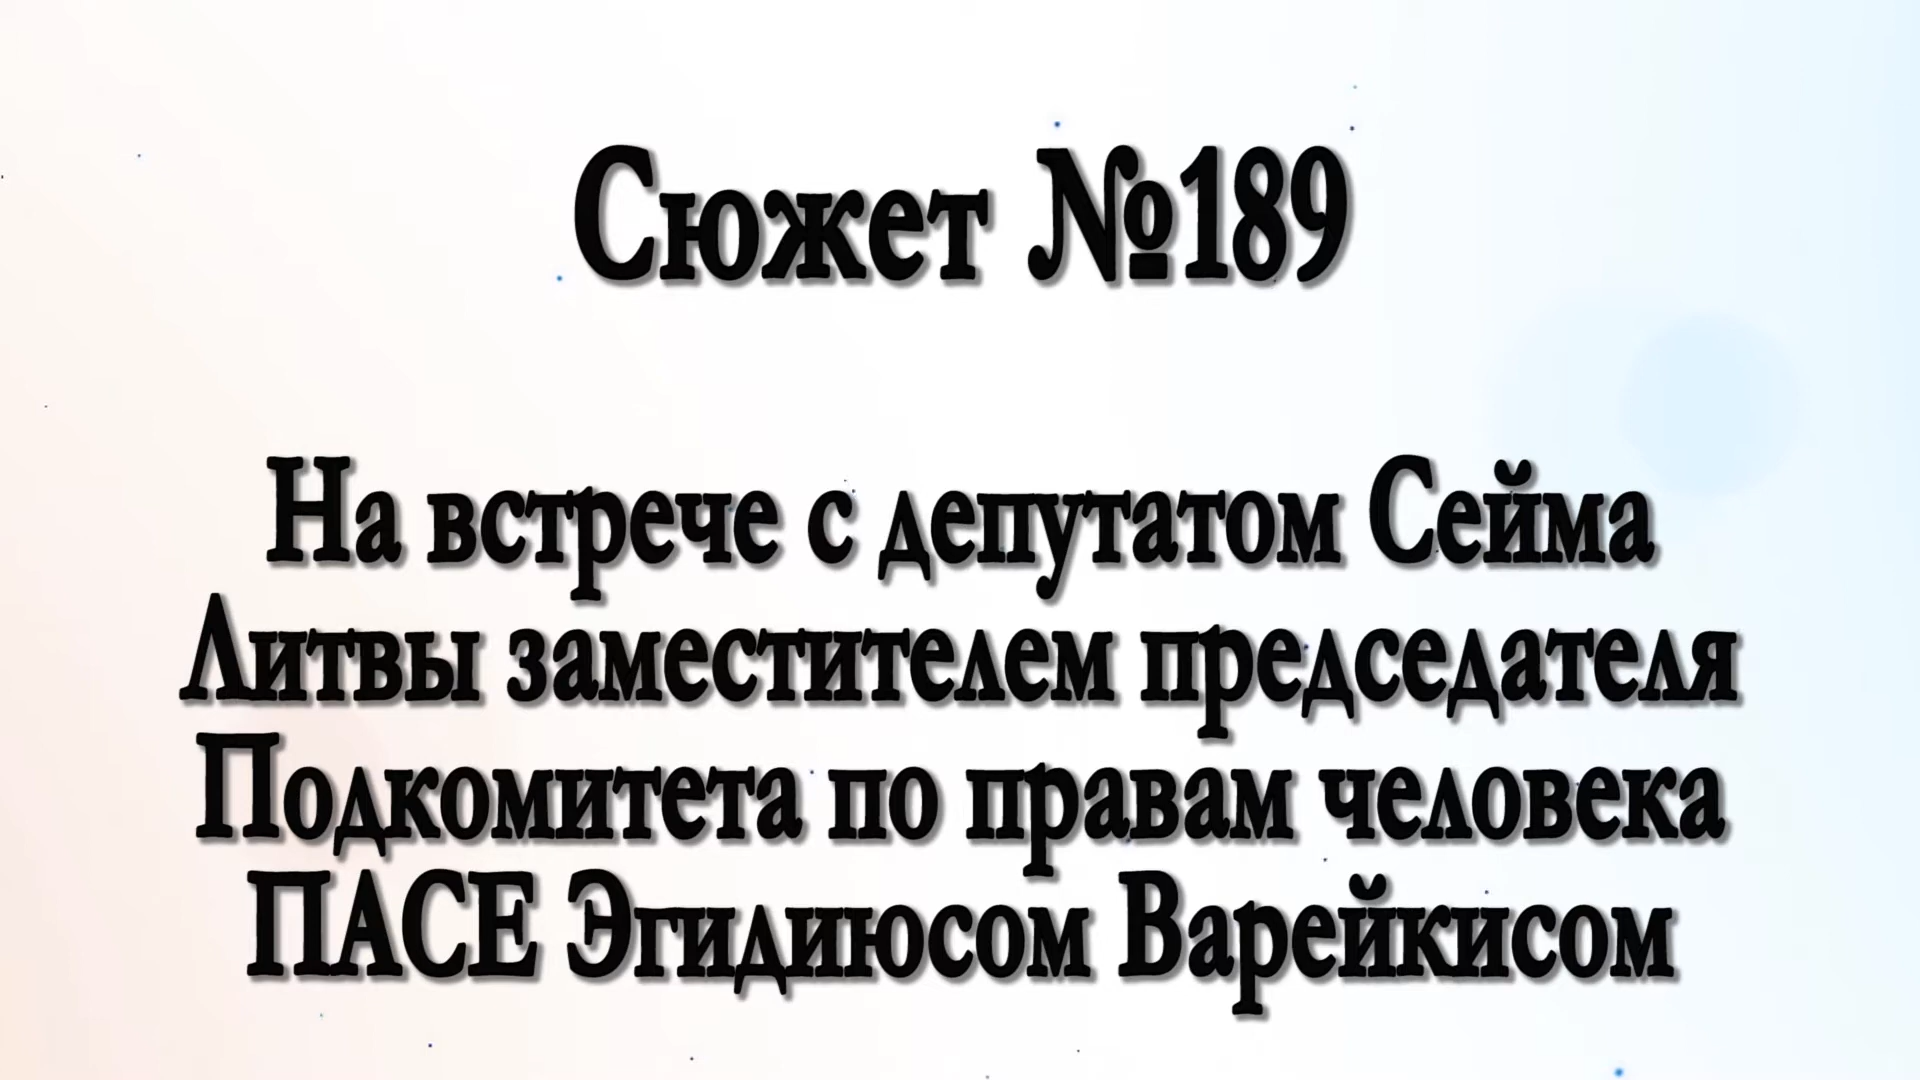 Сюжет №189
На встрече с депутатом Сейма
Литвы заместителем председателя
Подкомитета по правам человека
ПАСЕ Эгидиюсом Варейкисом